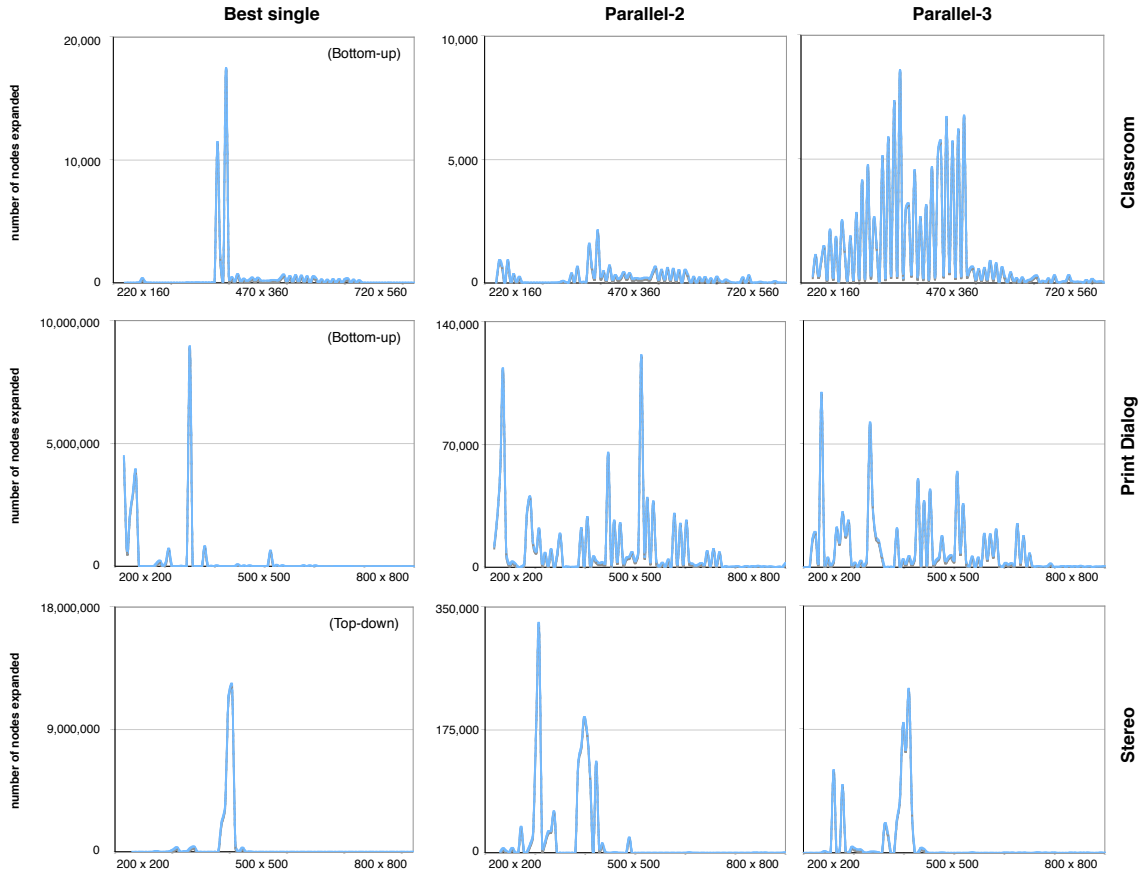 Best single
Parallel-2
Parallel-3
20,000
(Bottom-up)
10,000
number of nodes expanded
10,000
5,000
Classroom
0
0
220 x 160
470 x 360
720 x 560
220 x 160
470 x 360
720 x 560
220 x 160
470 x 360
720 x 560
10,000,000
(Bottom-up)
140,000
number of nodes expanded
5,000,000
70,000
Print Dialog
0
0
200 x 200
500 x 500
800 x 800
200 x 200
500 x 500
800 x 800
200 x 200
500 x 500
800 x 800
18,000,000
(Top-down)
350,000
number of nodes expanded
9,000,000
175,000
Stereo
0
0
200 x 200
500 x 500
800 x 800
200 x 200
500 x 500
800 x 800
200 x 200
500 x 500
800 x 800